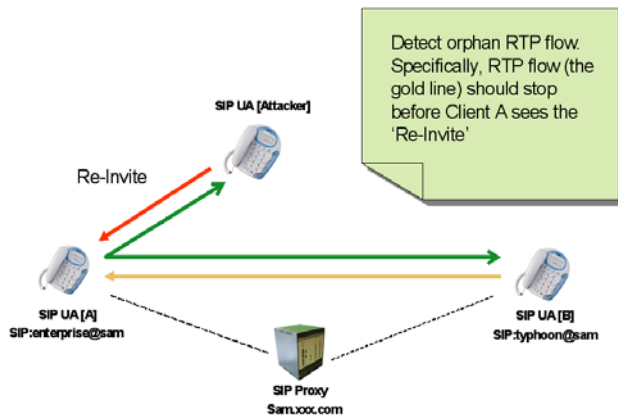 Detect orphan RTP flow.
Specifically, RTP flow (the
gold line) should stop
before Client A sees the
‘Re-Invite’
SIP UA [Attacker]
Re-Invite
SIP UA [A]
SIP:enterprise@sam
SIP UA [B]
SIP:typhoon@sam
SIP Proxy
Sam.xxx.com